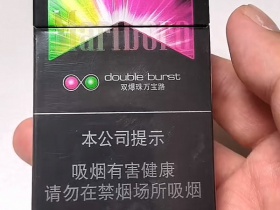 Marlboro
double burst
双爆珠万宝路
本公司提示
吸烟有害健康
请勿在禁烟场所吸烟